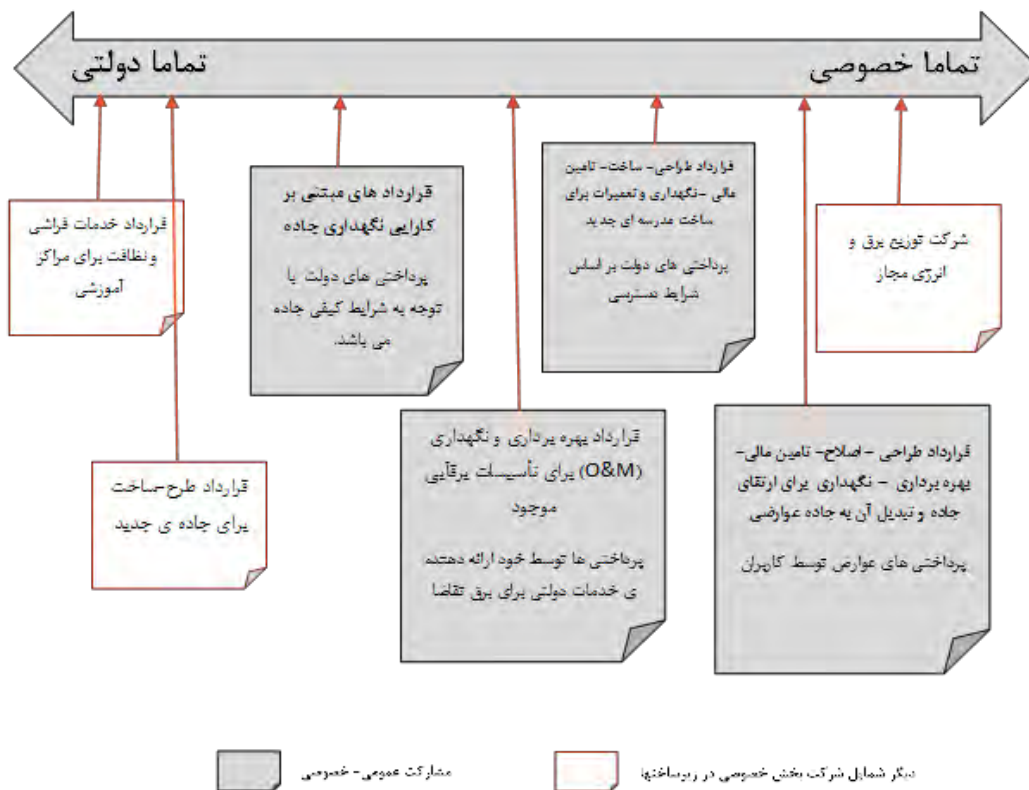 تماما خصوصی
تماما دولتی
قرارداد خدمات فراشی
و نظافت برای مراکز
آموزشی
قرارداد های مبتنی بر
کارایی نگهداری جاده
پرداختی های دولت با
توجه به شرایط کیفی جاده
می باشد.
قرارداد طراحی- ساخت- تامین
مالی -نگهداری و تعمیرات برای
ساخت مدرسه ای جدید
پرداختی های دولت بر اساس
شرایط دسترسی
شرکت توزیع برق و
انرژی مجاز
قرارداد طرح-ساخت
برای جاده ی جدید
قرارداد بهره برداری و نگهداری
(O&M) برای تأسیسات برقآبی
موجود
پرداختی ها توسط خود ارائه دهنده
ی خدمات دولتی برای برق تقاضا
قرارداد طراحی -اصلاح- تامین مالی-
بهره برداری - نگهداری برای ارتقای
جاده و تبدیل آن به جاده عوارضی
پرداختی های عوارض توسط کاربران
مشارکت عمومی- خصوصی
دیگر شمایل شرکت بخش خصوصی در زیرساختها